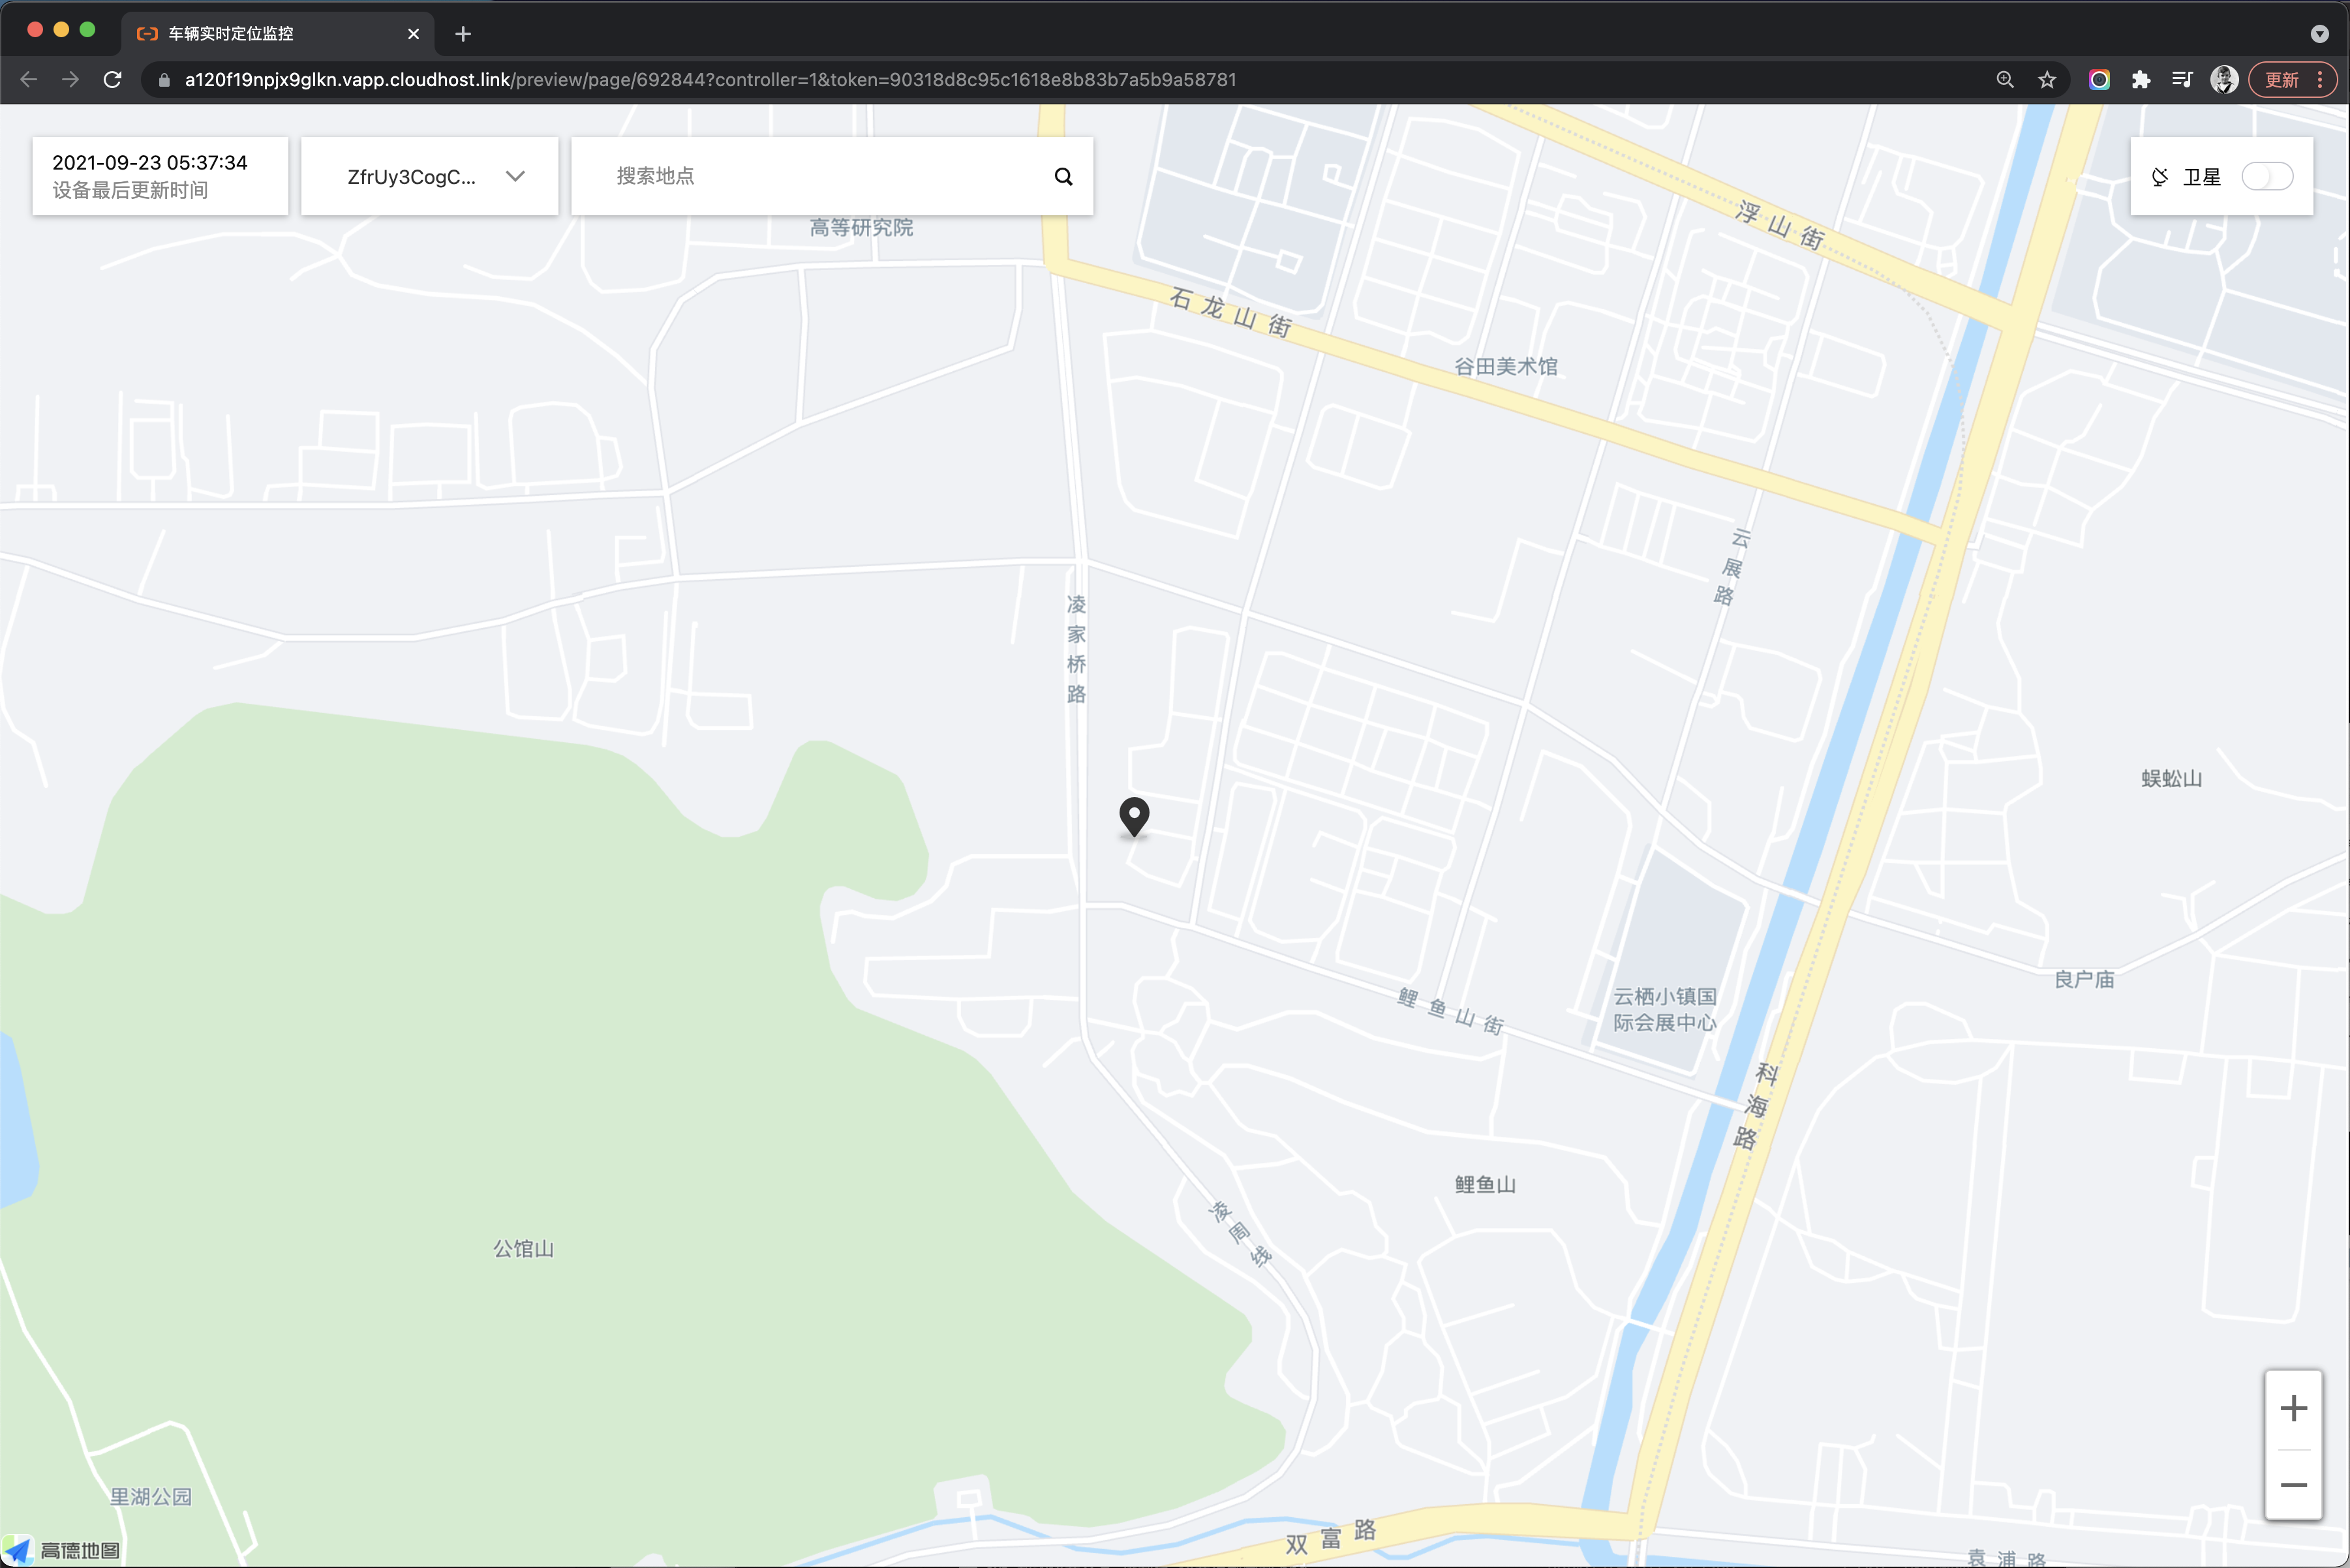 车辆实时定位监控
a120f19npjx9glkn.vapp.cloudhost.link/preview/page/692844?controller=1&token=90318d8c95c1618e8b83b7a5b9a58781
更新
2021-09-23 05:37:34
设备最后更新时间
ZfrUy3CogC...
搜索地点
卫星
高等研究院
浮山街
石龙山街
谷田美术馆
云展路
凌家桥路
蜈蚣山
良户庙
云栖小镇国
际会展中心
鲤鱼山街
科海路
鲤鱼山
凌周线
公馆山
里湖公园
双富路
袁浦路
高德地图